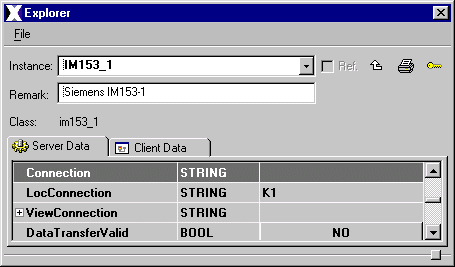 Explorer
File
Instance: IM153_1 Ref.
Remark: Siemens IM153-1
Class: im153_1
Server Data Client Data
Connection STRING
LocConnection STRING K1
ViewConnection STRING
DataTransferValid BOOL NO